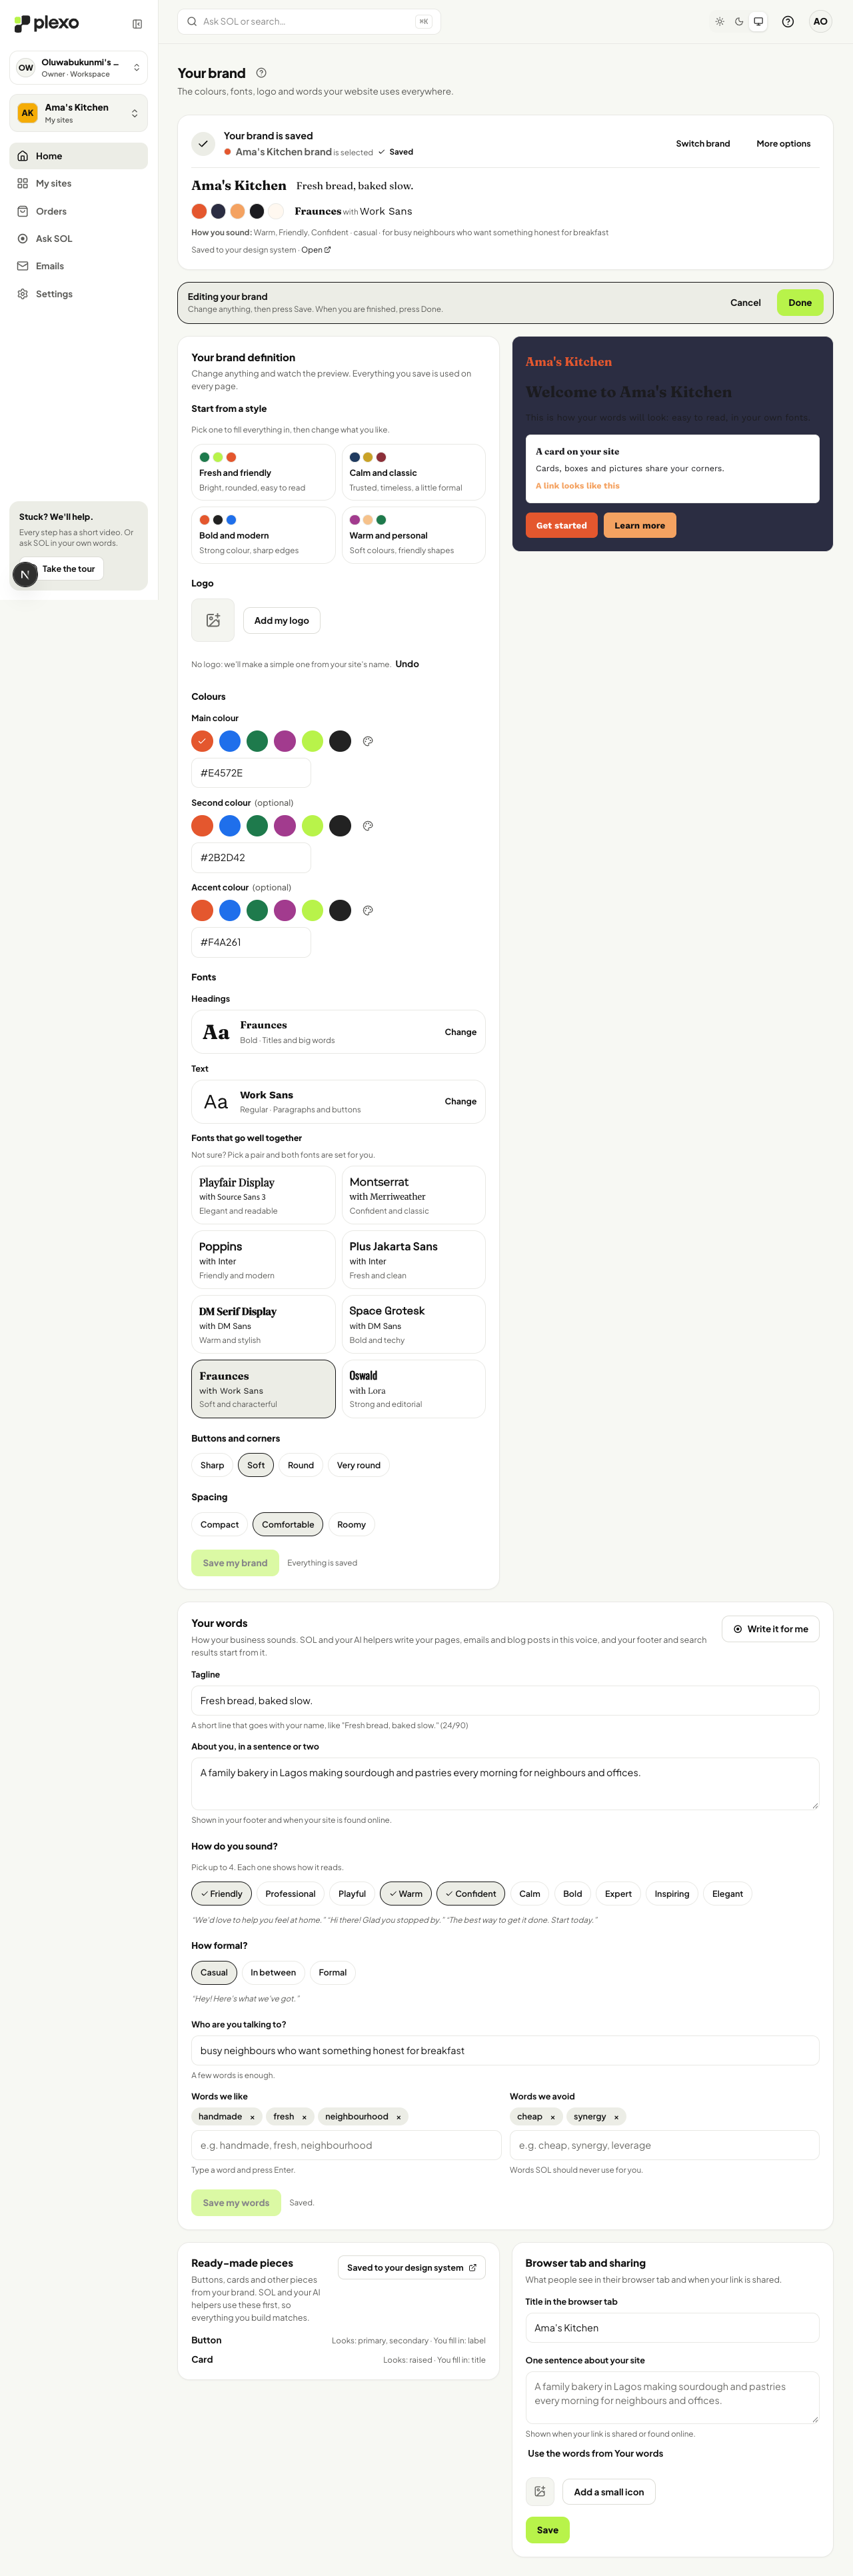 plexo
OW
Oluwabukunmi's ...
Owner · Workspace
AK
Ama's Kitchen
My sites
Home
My sites
Orders
Ask SOL
Emails
Settings
Stuck? We'll help.
Every step has a short video. Or
ask SOL in your own words.
N
Take the tour
Ask SOL or search...
⌘K
AO
Your brand
The colours, fonts, logo and words your website uses everywhere.
Your brand is saved
Ama's Kitchen brand is selected Saved
Switch brand
More options
Ama's Kitchen Fresh bread, baked slow.
Fraunces with Work Sans
How you sound: Warm, Friendly, Confident · casual · for busy neighbours who want something honest for breakfast
Saved to your design system · Open
Editing your brand
Change anything, then press Save. When you are finished, press Done.
Cancel
Done
Your brand definition
Change anything and watch the preview. Everything you save is used on
every page.
Start from a style
Pick one to fill everything in, then change what you like.
Fresh and friendly
Bright, rounded, easy to read
Calm and classic
Trusted, timeless, a little formal
Bold and modern
Strong colour, sharp edges
Warm and personal
Soft colours, friendly shapes
Logo
Add my logo
No logo: we'll make a simple one from your site's name. Undo
Colours
Main colour
#E4572E
Second colour (optional)
#2B2D42
Accent colour (optional)
#F4A261
Fonts
Headings
Aa
Fraunces
Bold · Titles and big words
Change
Text
Aa
Work Sans
Regular · Paragraphs and buttons
Change
Fonts that go well together
Not sure? Pick a pair and both fonts are set for you.
Playfair Display
with Source Sans 3
Elegant and readable
Montserrat
with Merriweather
Confident and classic
Poppins
with Inter
Friendly and modern
Plus Jakarta Sans
with Inter
Fresh and clean
DM Serif Display
with DM Sans
Warm and stylish
Space Grotesk
with DM Sans
Bold and techy
Fraunces
with Work Sans
Soft and characterful
Oswald
with Lora
Strong and editorial
Buttons and corners
Sharp Soft Round Very round
Spacing
Compact Comfortable Roomy
Save my brand Everything is saved
Ama's Kitchen
Welcome to Ama's Kitchen
This is how your words will look: easy to read, in your own fonts.
A card on your site
Cards, boxes and pictures share your corners.
A link looks like this
Get started Learn more
Your words
How your business sounds. SOL and your AI helpers write your pages, emails and blog posts in this voice, and your footer and search
results start from it.
Write it for me
Tagline
Fresh bread, baked slow.
A short line that goes with your name, like "Fresh bread, baked slow." (24/90)
About you, in a sentence or two
A family bakery in Lagos making sourdough and pastries every morning for neighbours and offices.
Shown in your footer and when your site is found online.
How do you sound?
Pick up to 4. Each one shows how it reads.
Friendly Professional Playful Warm Confident Calm Bold Expert Inspiring Elegant
"We'd love to help you feel at home." "Hi there! Glad you stopped by." "The best way to get it done. Start today."
How formal?
Casual In between Formal
"Hey! Here's what we've got."
Who are you talking to?
busy neighbours who want something honest for breakfast
A few words is enough.
Words we like
handmade × fresh × neighbourhood ×
e.g. handmade, fresh, neighbourhood
Type a word and press Enter.
Words we avoid
cheap × synergy ×
e.g. cheap, synergy, leverage
Words SOL should never use for you.
Save my words Saved.
Ready-made pieces
Buttons, cards and other pieces
from your brand. SOL and your AI
helpers use these first, so
everything you build matches.
Saved to your design system
Button Looks: primary, secondary · You fill in: label
Card Looks: raised · You fill in: title
Browser tab and sharing
What people see in their browser tab and when your link is shared.
Title in the browser tab
Ama's Kitchen
One sentence about your site
A family bakery in Lagos making sourdough and pastries
every morning for neighbours and offices.
Shown when your link is shared or found online.
Use the words from Your words
Add a small icon
Save